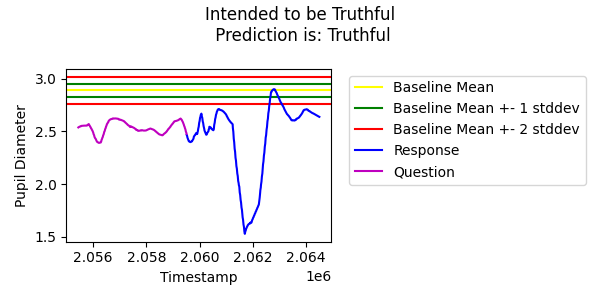 Intended to be Truthful
Prediction is: Truthful
3.0
2.5
2.0
1.5
Pupil Diameter
2.056 2.058 2.060 2.062 2.064
1e6
Timestamp
Baseline Mean
Baseline Mean +- 1 stddev
Baseline Mean +- 2 stddev
Response
Question